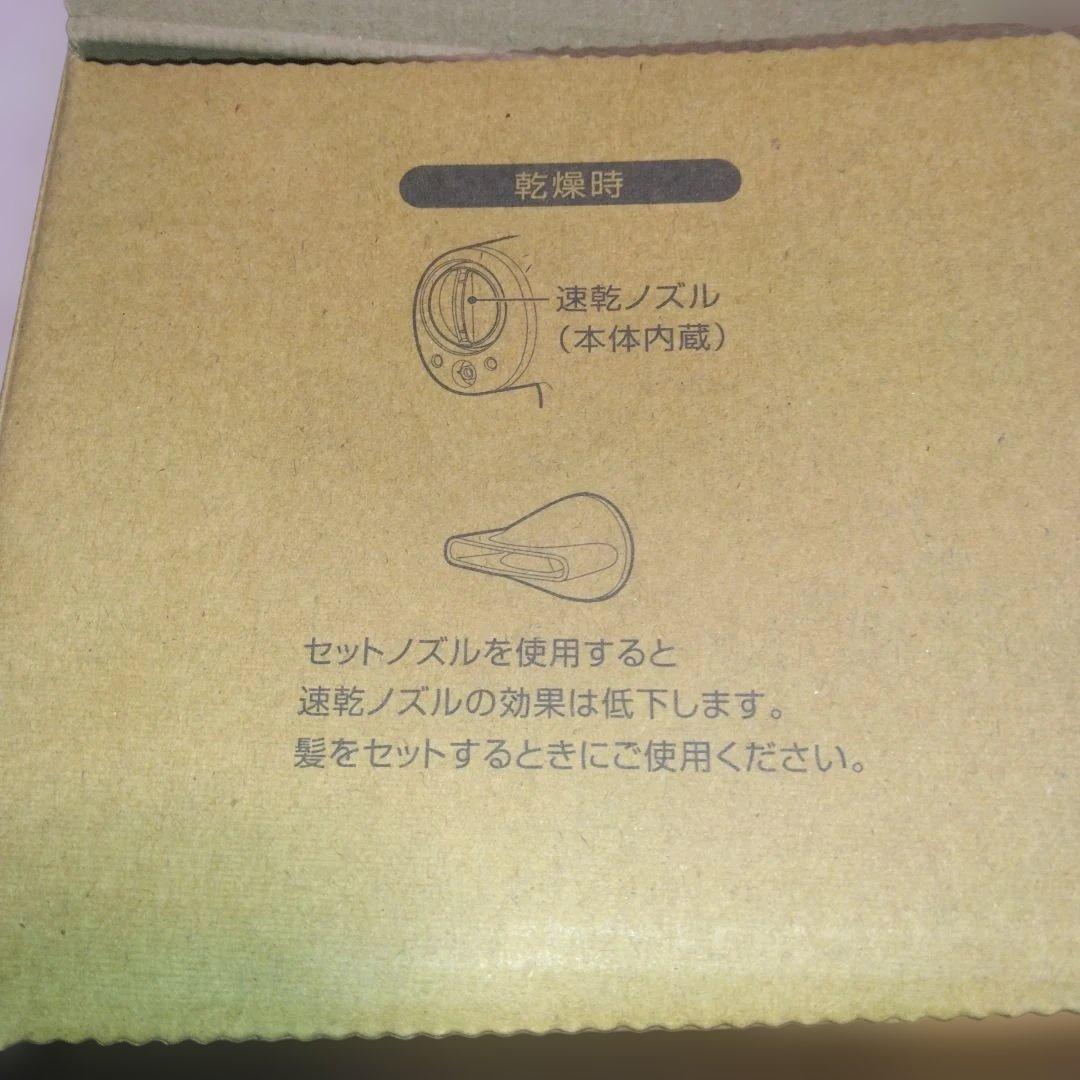 乾燥時
速乾ノズル
(本体内蔵)
セットノズルを使用すると
速乾ノズルの効果は低下します。
髪をセットするときにご使用ください。